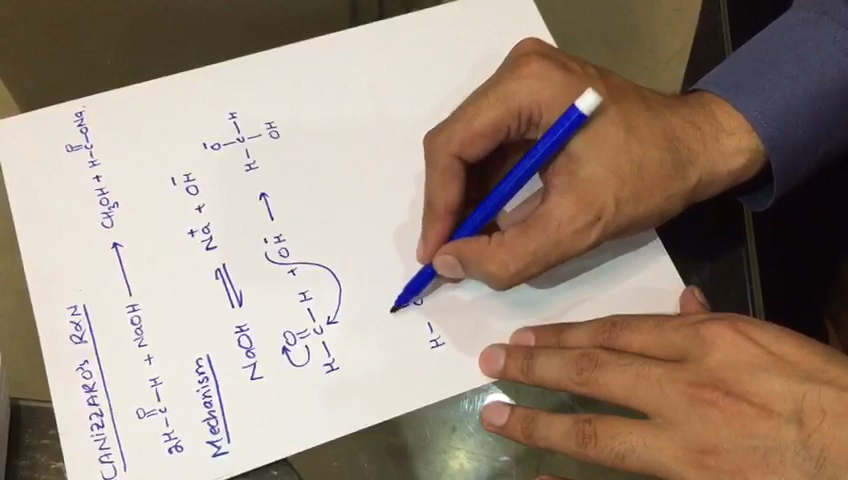 CANIZZARO'S RXN
2H-C-H + NaOH → CH3OH + H-C-ONa.
O
O
Mechanism
NaOH ⇌ Na+ + OH-
H-C-H + OH- → H-C-H
O
O-
OH
H-